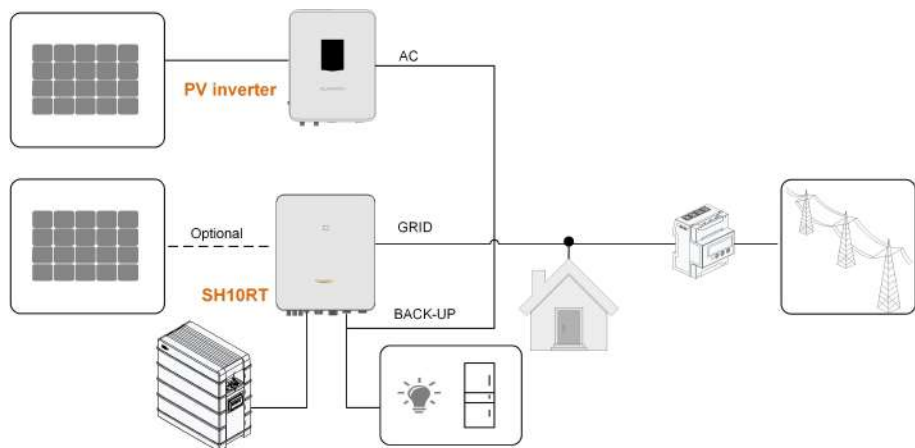 AC
PV inverter
Optional
GRID
SH10RT
BACK-UP